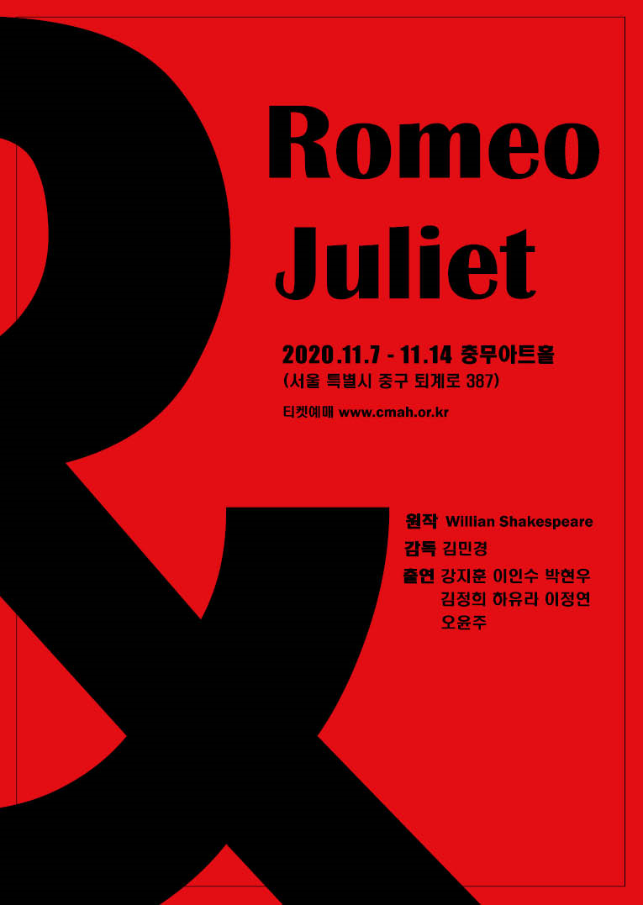 &
Romeo
Juliet
2020.11.7 - 11.14 충무아트홀
(서울 특별시 중구 퇴계로 387)
티켓예매 www.cmah.or.kr
원작 Willian Shakespeare
감독 김민경
출연 강지훈 이인수 박현우
김정희 하유라 이정연
오윤주